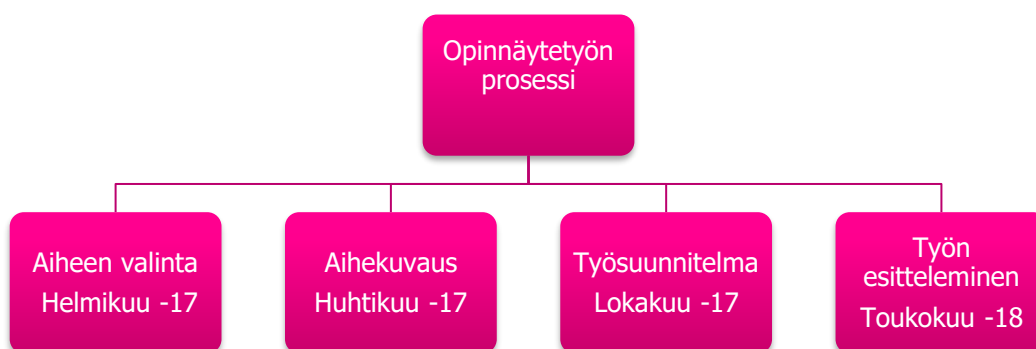 Opinnäytetyön
prosessi
Aiheen valinta
Helmikuu -17
Aihekuvaus
Huhtikuu -17
Työsuunnitelma
Lokakuu -17
Työn
esitteleminen
Toukokuu -18